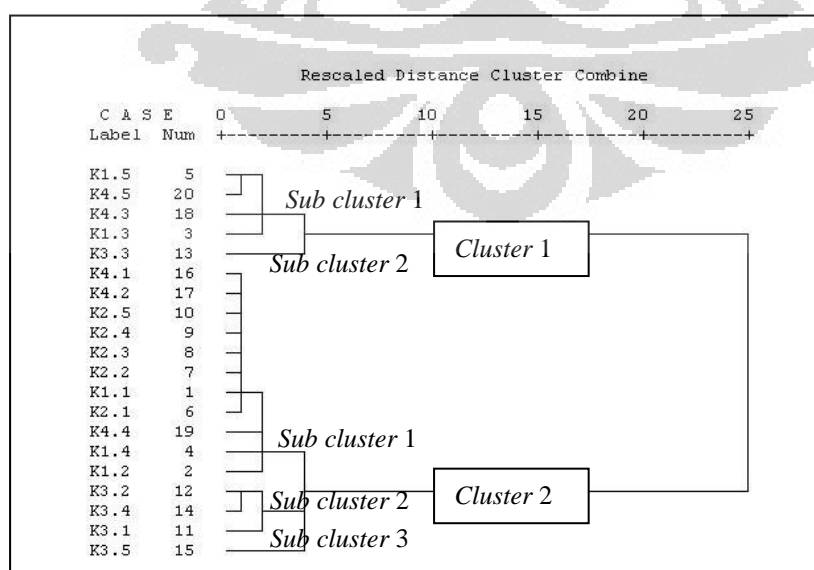 Rescaled Distance Cluster Combine
C A S E 0 5 10 15 20 25
Label Num +---------+---------+---------+---------+---------+
K1.5 5
K4.5 20
Sub cluster 1
K4.3 18
K1.3 3
Cluster 1
K3.3 13
Sub cluster 2
K4.1 16
K4.2 17
K2.5 10
K2.4 9
K2.3 8
K2.2 7
K1.1 1
K2.1 6
K4.4 19
Sub cluster 1
K1.4 4
K1.2 2
K3.2 12
Sub cluster 2
Cluster 2
K3.4 14
K3.1 11
Sub cluster 3
K3.5 15